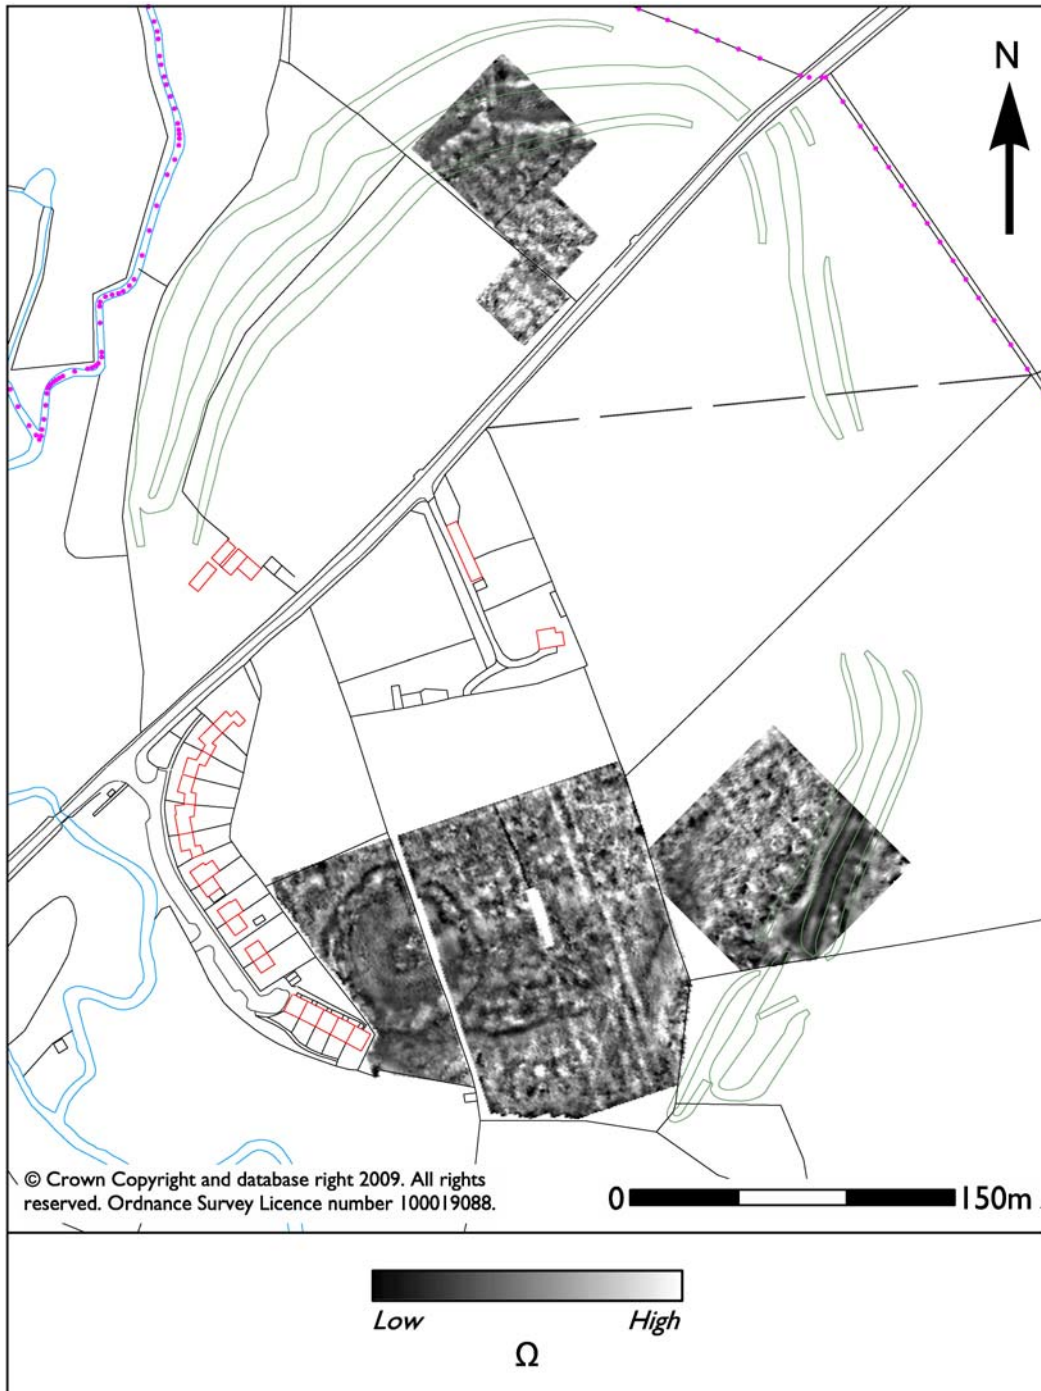 N
© Crown Copyright and database right 2009. All rights
reserved. Ordnance Survey Licence number 100019088.
0 150m
Low High
Ω